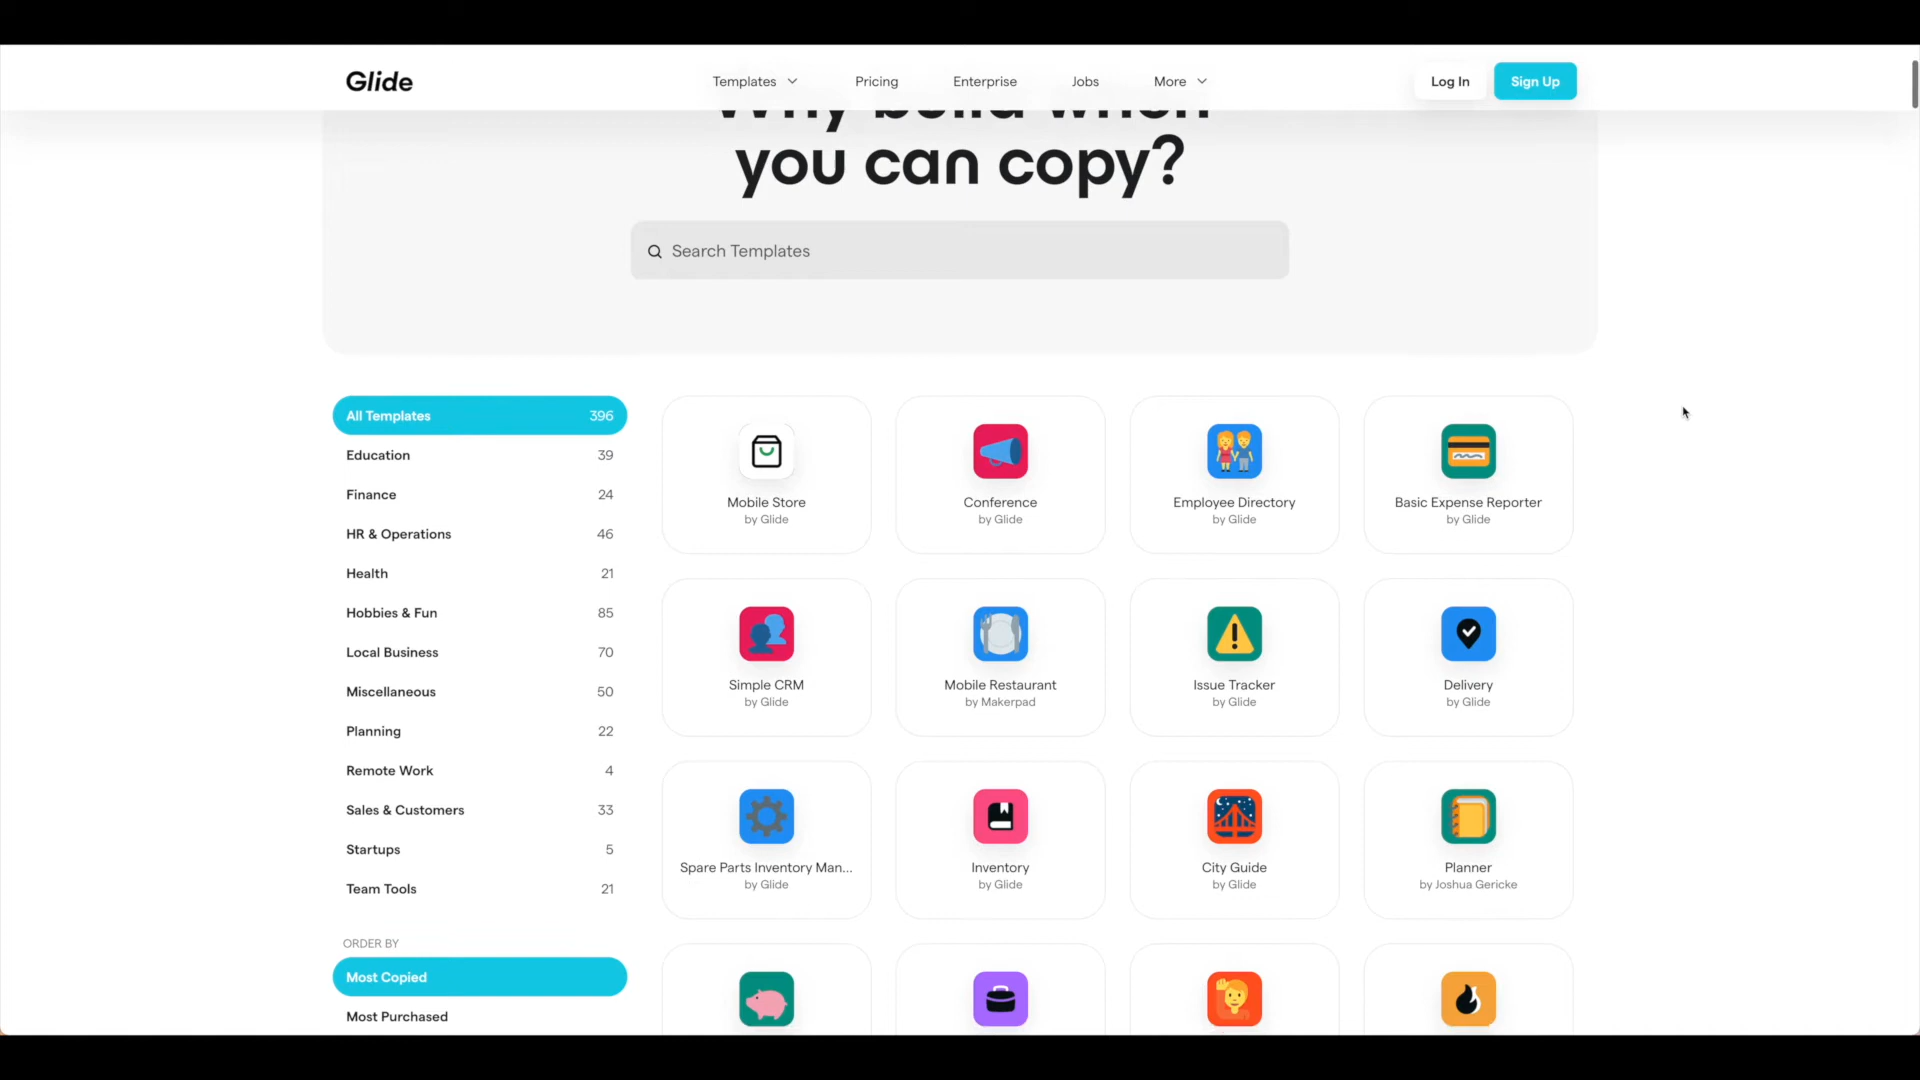 Glide
Templates
Pricing
Enterprise
Jobs
More
Log In
Sign Up
Why build when
you can copy?
Search Templates
All Templates 396
Education 39
Finance 24
HR & Operations 46
Health 21
Hobbies & Fun 85
Local Business 70
Miscellaneous 50
Planning 22
Remote Work 4
Sales & Customers 33
Startups 5
Team Tools 21
ORDER BY
Most Copied
Most Purchased
Mobile Store
by Glide
Conference
by Glide
Employee Directory
by Glide
Basic Expense Reporter
by Glide
Simple CRM
by Glide
Mobile Restaurant
by Makerpad
Issue Tracker
by Glide
Delivery
by Glide
Spare Parts Inventory Man...
by Glide
Inventory
by Glide
City Guide
by Glide
Planner
by Joshua Gericke